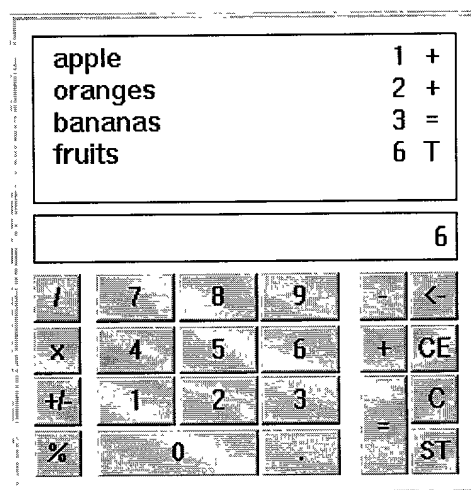 apple 1 +
oranges 2 +
bananas 3 =
fruits 6 T
6
/ 7 8 9 - <-
x 4 5 6 + CE
+/- 1 2 3 = C
% 0 . ST